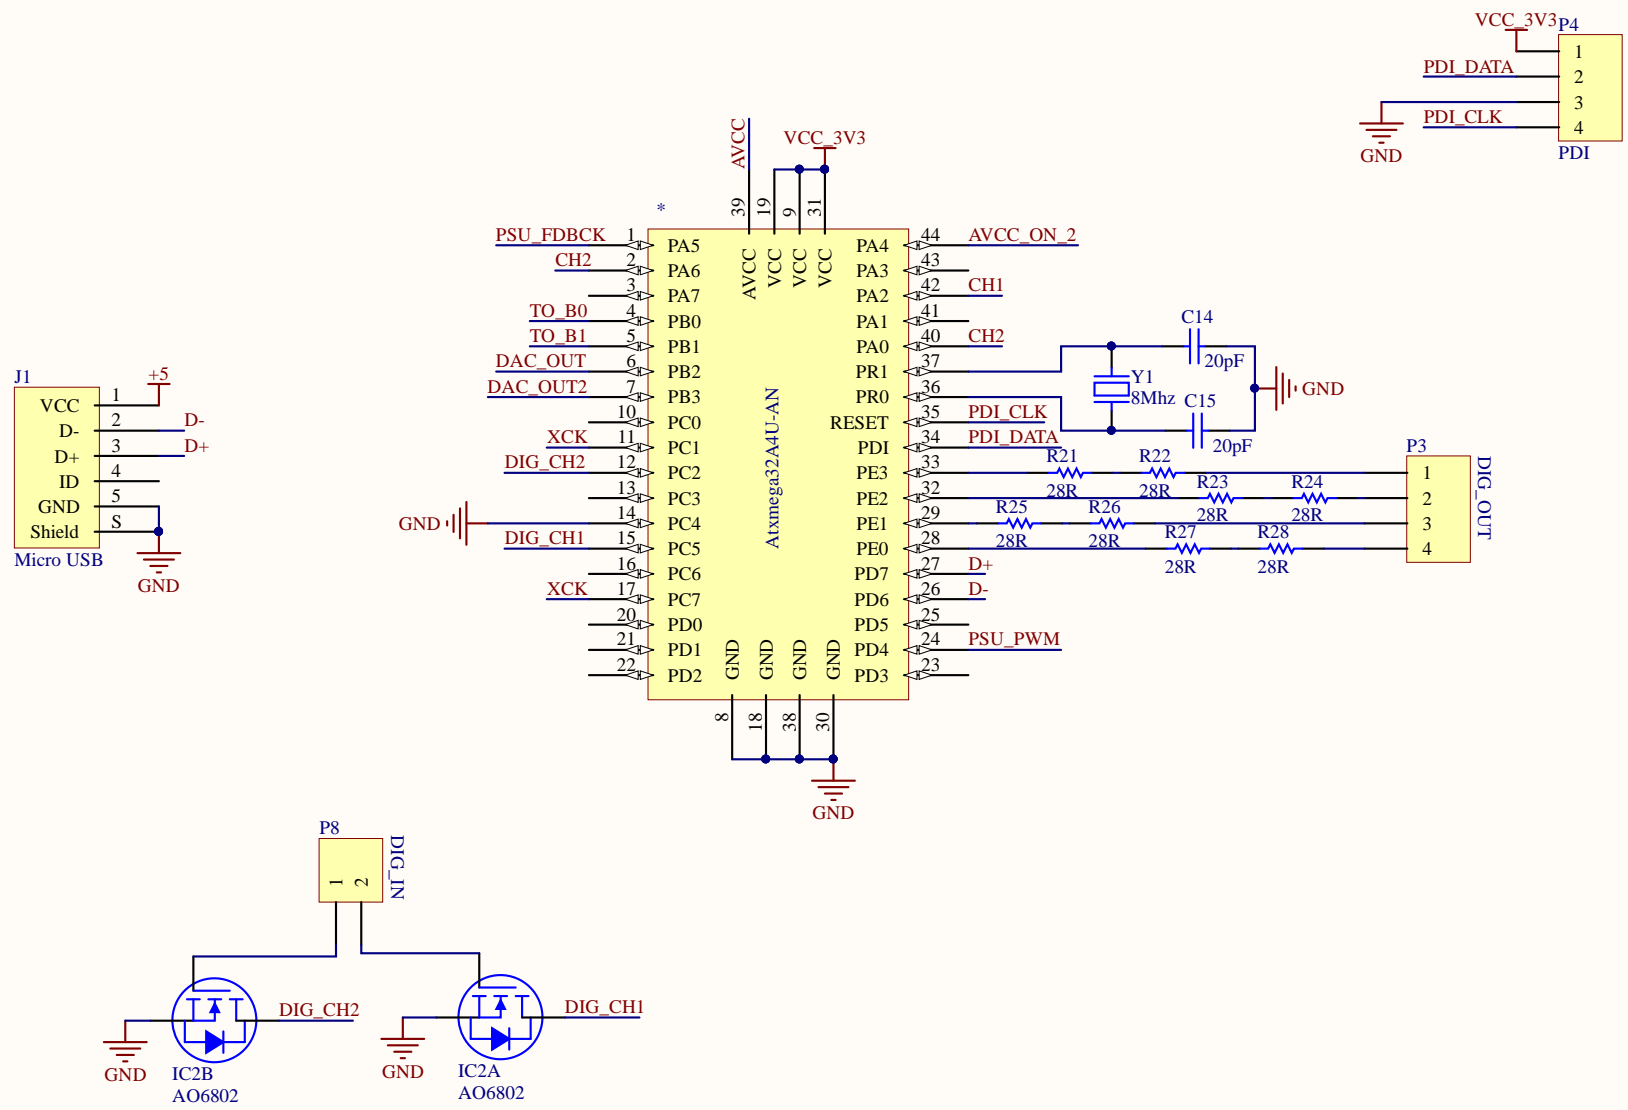 VCC_3V3
P4
1
PDI_DATA
2
3
PDI_CLK
4
GND
PDI
AVCC
VCC_3V3
39
19
9
31
*
PSU_FDBCK 1 PA5
CH2 2 PA6
3 PA7
TO_B0 4 PB0
TO_B1 5 PB1
DAC_OUT 6 PB2
DAC_OUT2 7 PB3
10 PC0
XCK 11 PC1
DIG_CH2 12 PC2
13 PC3
GND 14 PC4
DIG_CH1 15 PC5
16 PC6
XCK 17 PC7
20 PD0
21 PD1
22 PD2
AVCC
VCC
VCC
VCC
Atxmega32A4U-AN
GND
GND
GND
GND
8
18
38
30
GND
PA4 44 AVCC_ON_2
PA3 43
PA2 42 CH1
PA1 41
PA0 40 CH2
PR1 37
PR0 36
RESET 35 PDI_CLK
PDI 34 PDI_DATA
PE3 33
PE2 32
PE1 29
PE0 28
PD7 27 D+
PD6 26 D-
PD5 25
PD4 24 PSU_PWM
PD3 23
C14
20pF
Y1
8Mhz
C15
20pF
GND
R21
28R
R22
28R
R23
28R
R24
28R
R25
28R
R26
28R
R27
28R
R28
28R
P3
1
2
3
4
DIG_OUT
J1
+5
VCC 1
D- 2 D-
D+ 3 D+
ID 4
GND 5
Shield S
Micro USB
GND
P8
1
2
DIG_IN
DIG_CH2
GND
IC2B
AO6802
DIG_CH1
GND
IC2A
AO6802